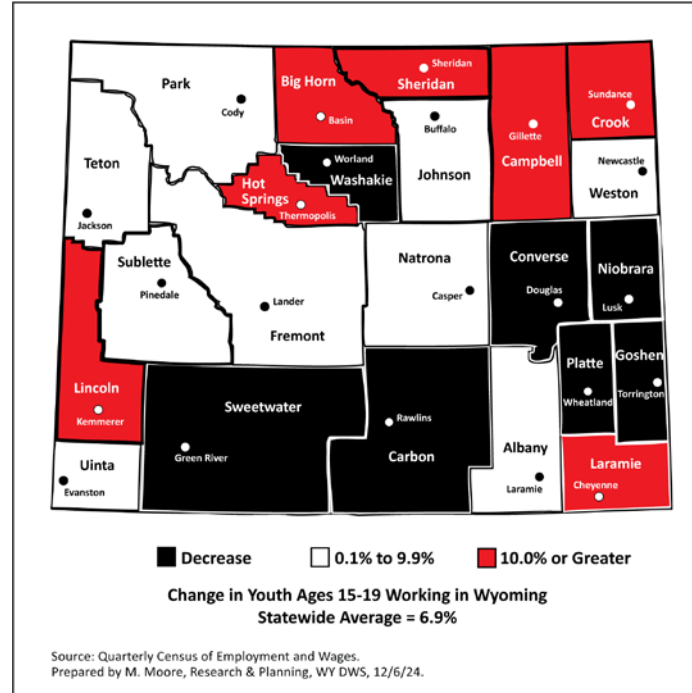 Park
Cody
Big Horn
Basin
Sheridan
Sheridan
Buffalo
Johnson
Gillette
Campbell
Sundance
Crook
Newcastle
Weston
Teton
Jackson
Worland
Washakie
Hot
Springs
Thermopolis
Sublette
Pinedale
Lander
Fremont
Natrona
Casper
Converse
Douglas
Niobrara
Lusk
Platte
Wheatland
Goshen
Torrington
Lincoln
Kemmerer
Uinta
Evanston
Sweetwater
Green River
Rawlins
Carbon
Albany
Laramie
Laramie
Cheyenne
Decrease
0.1% to 9.9%
10.0% or Greater
Change in Youth Ages 15-19 Working in Wyoming
Statewide Average = 6.9%
Source: Quarterly Census of Employment and Wages.
Prepared by M. Moore, Research & Planning, WY DWS, 12/6/24.